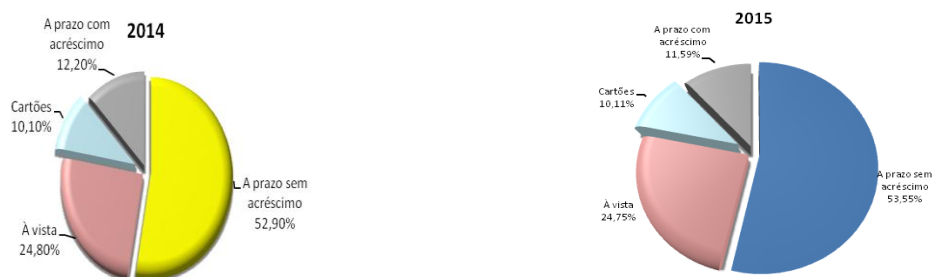 2014
A prazo com
acréscimo
12,20%
Cartões
10,10%
À vista
24,80%
A prazo sem
acréscimo
52,90%
2015
A prazo com
acréscimo
11,59%
Cartões
10,11%
À vista
24,75%
A prazo sem
acréscimo
53,55%